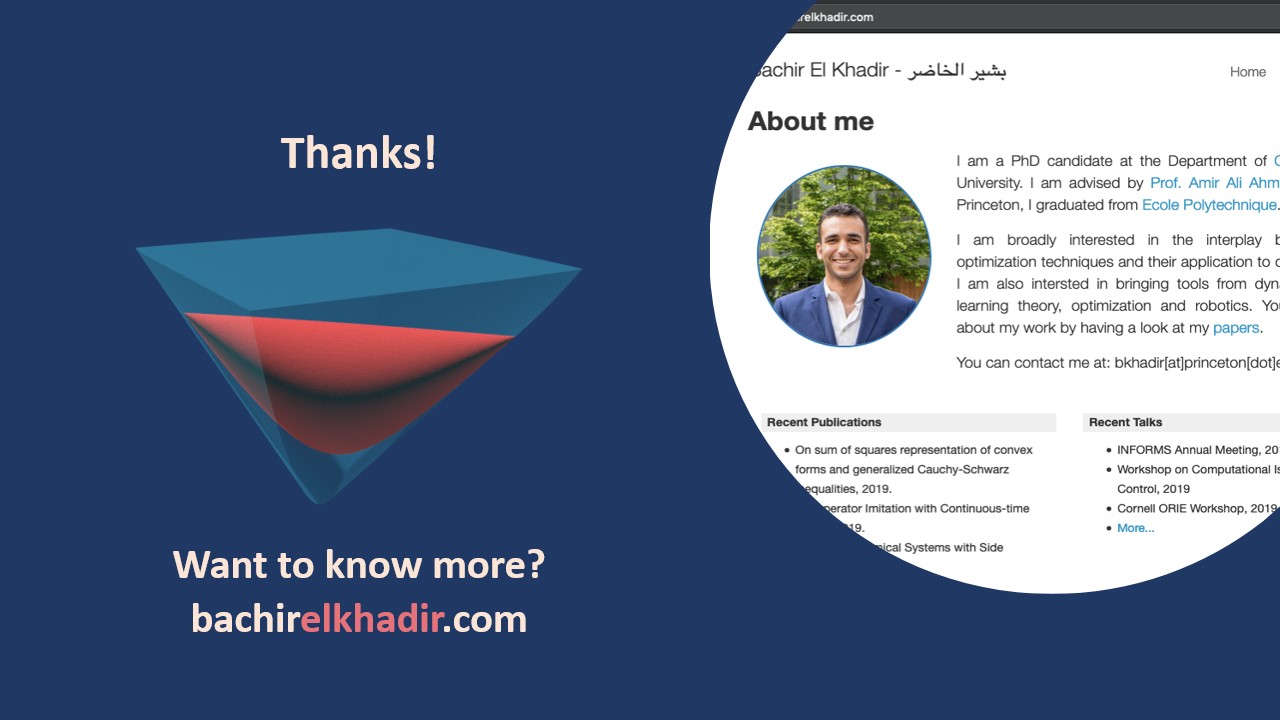 Thanks!
Want to know more?
bachirelkhadir.com
relkhadir.com
Bachir El Khadir - بشير الخاضر
Home
About me
I am a PhD candidate at the Department of
University. I am advised by Prof. Amir Ali Ahm
Princeton, I graduated from Ecole Polytechnique.
I am broadly interested in the interplay b
optimization techniques and their application to
I am also intersted in bringing tools from dyn
learning theory, optimization and robotics. You
about my work by having a look at my papers.
You can contact me at: bkhadir[at]princeton[dot]e
Recent Publications
On sum of squares representation of convex
forms and generalized Cauchy-Schwarz
equalities, 2019.
perator Imitation with Continuous-time
19.
ical Systems with Side
Recent Talks
INFORMS Annual Meeting, 20
Workshop on Computational Is
Control, 2019
Cornell ORIE Workshop, 2019
More...